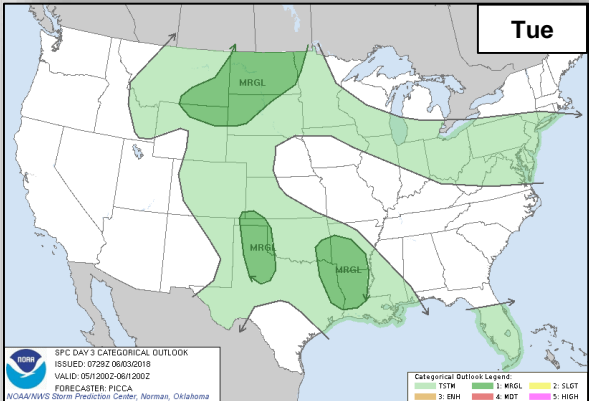 Tue
MRGL
MRGL
MRGL
NOAA
SPC DAY 3 CATEGORICAL OUTLOOK
ISSUED: 0729Z 06/03/2018
VALID: 05/1200Z-06/1200Z
FORECASTER: PICCA
NOAA/NWS Storm Prediction Center, Norman, Oklahoma
Categorical Outlook Legend:
TSTM 1: MRGL 2: SLGT
3: ENH 4: MDT 5: HIGH